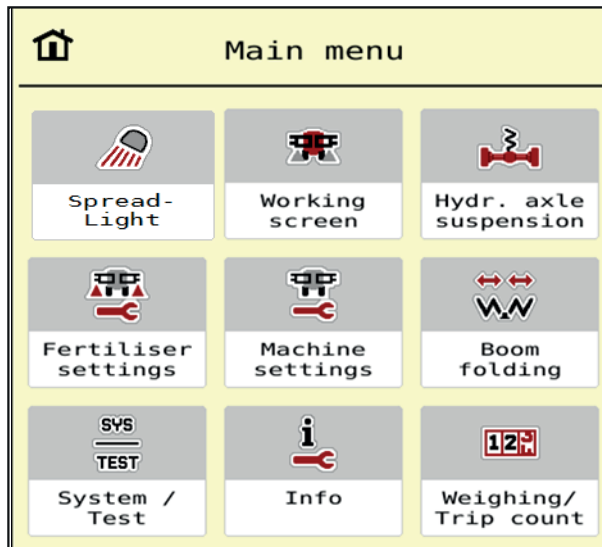 Main menu
Spread-
Light
Working
screen
Hydr. axle
suspension
Fertiliser
settings
Machine
settings
Boom
folding
SYS
TEST
System /
Test
i
Info
12
Weighing/
Trip count